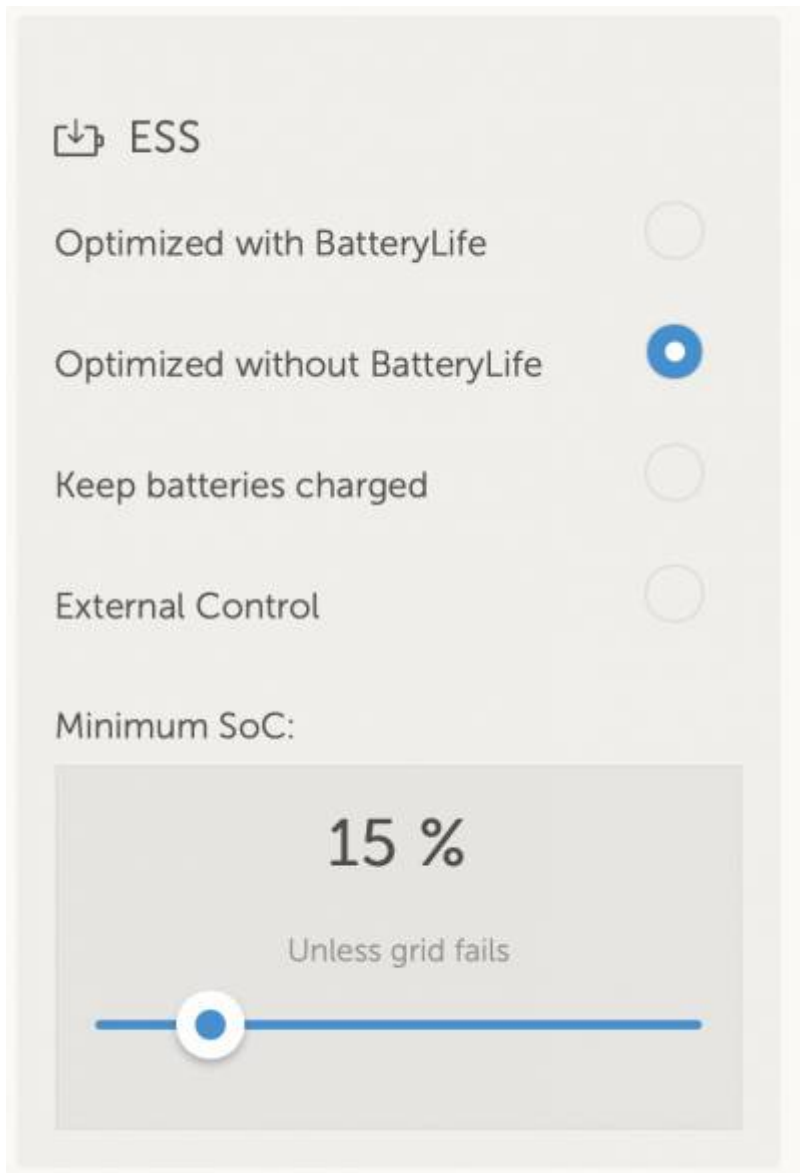 ESS
Optimized with BatteryLife
Optimized without BatteryLife
Keep batteries charged
External Control
Minimum SoC:
15 %
Unless grid fails